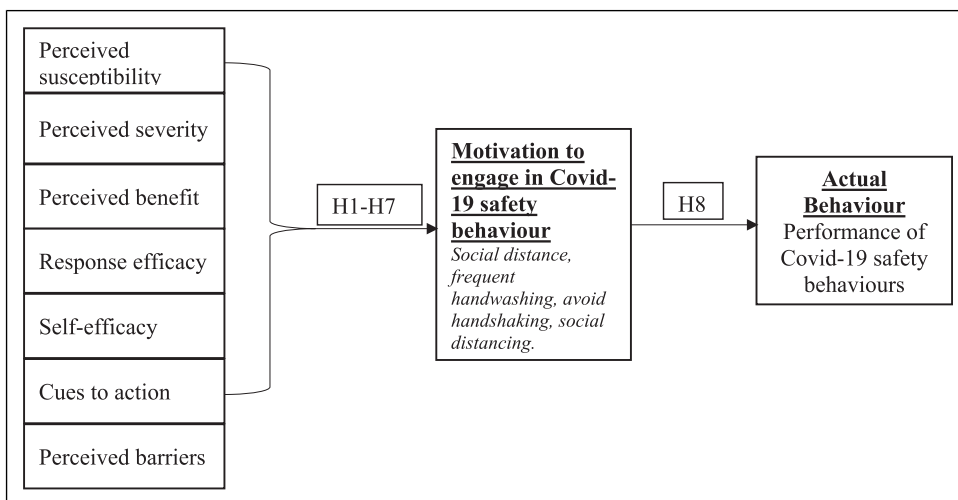 Perceived
susceptibility
Perceived severity
Perceived benefit
Response efficacy
Self-efficacy
Cues to action
Perceived barriers
H1-H7
Motivation to
engage in Covid-
19 safety
behaviour
Social distance,
frequent
handwashing, avoid
handshaking, social
distancing.
H8
Actual
Behaviour
Performance of
Covid-19 safety
behaviours